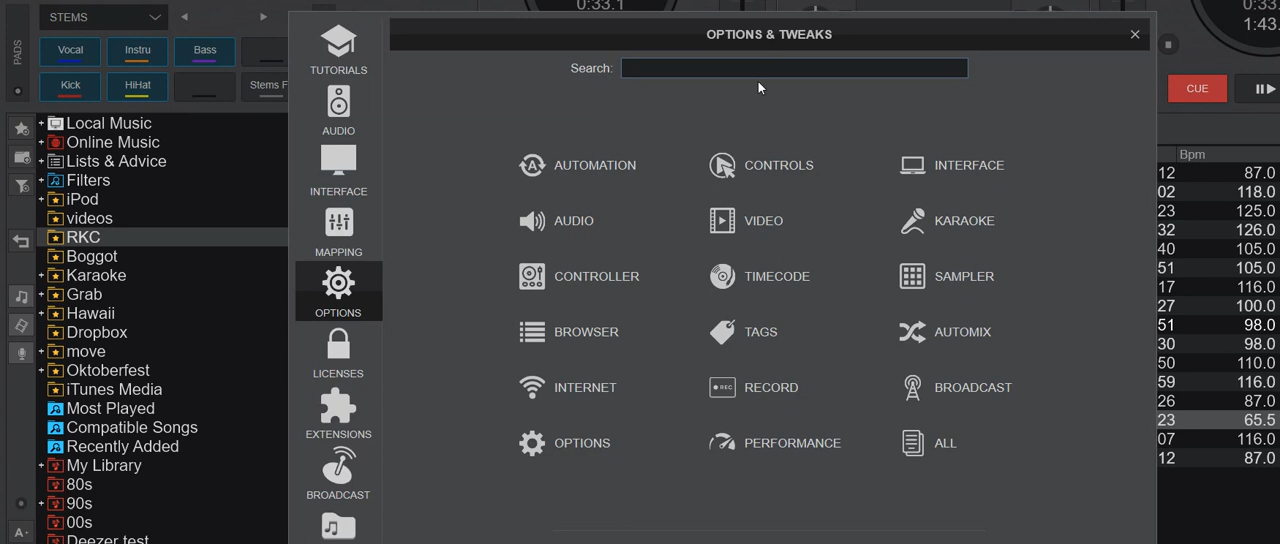 0:33.1
0:33.
1:43.
STEMS
PADS
Vocal
Instru
Bass
Kick
HiHat
Stems F
CUE
Local Music
Online Music
Lists & Advice
Filters
iPod
videos
RKC
Boggot
Karaoke
Grab
Hawaii
Dropbox
move
Oktoberfest
iTunes Media
Most Played
Compatible Songs
Recently Added
My Library
80s
90s
00s
Deezer test
A+
TUTORIALS
AUDIO
INTERFACE
MAPPING
OPTIONS
LICENSES
EXTENSIONS
BROADCAST
OPTIONS & TWEAKS
Search:
AUTOMATION
CONTROLS
INTERFACE
AUDIO
VIDEO
KARAOKE
CONTROLLER
TIMECODE
SAMPLER
BROWSER
TAGS
AUTOMIX
INTERNET
REC
RECORD
BROADCAST
OPTIONS
PERFORMANCE
ALL
Bpm
12 87.0
02 118.0
23 125.0
32 126.0
40 105.0
51 105.0
17 116.0
27 100.0
51 98.0
30 98.0
50 110.0
59 116.0
26 87.0
23 65.5
07 116.0
12 87.0